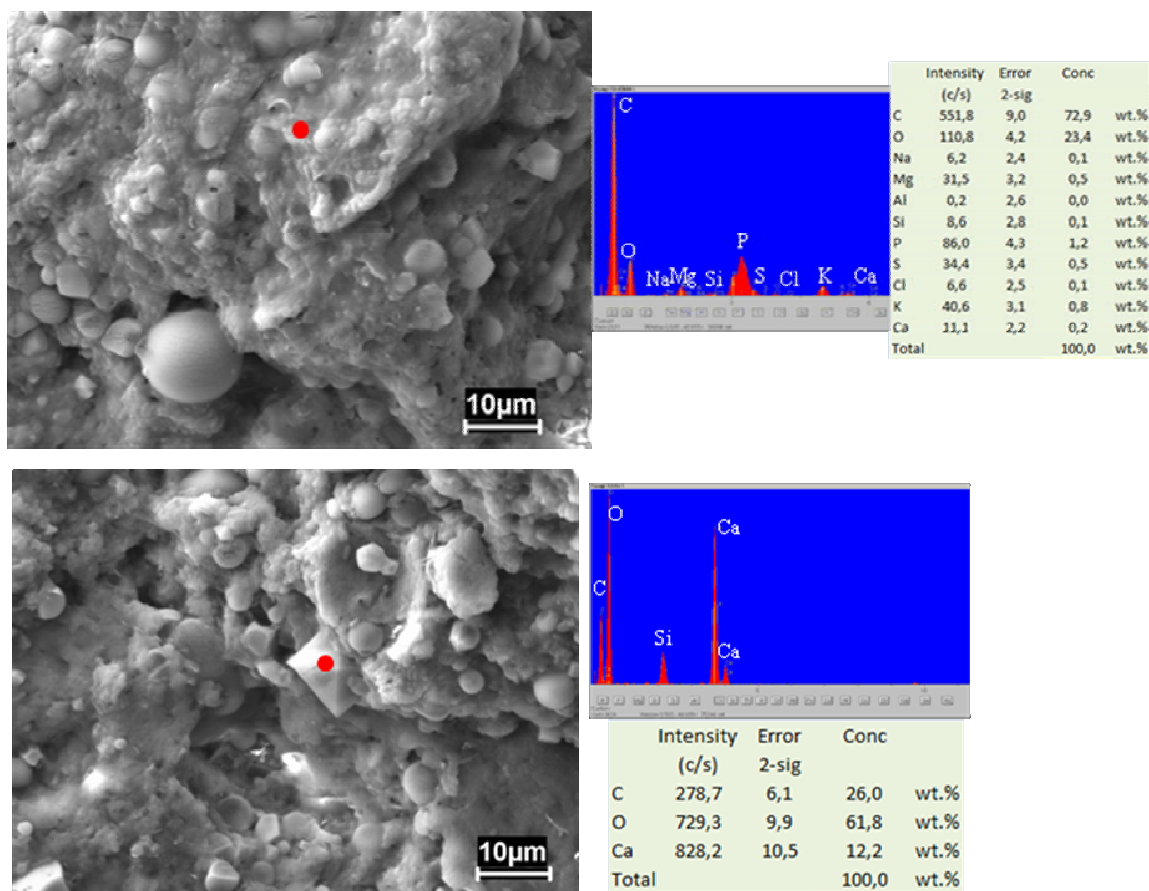 Intensity Error Conc
(c/s) 2-sig
C 551,8 9,0 72,9 wt.%
O 110,8 4,2 23,4 wt.%
Na 6,2 2,4 0,1 wt.%
Mg 31,5 3,2 0,5 wt.%
Al 0,2 2,6 0,0 wt.%
Si 8,6 2,8 0,1 wt.%
P 86,0 4,3 1,2 wt.%
S 34,4 3,4 0,5 wt.%
Cl 6,6 2,5 0,1 wt.%
K 40,6 3,1 0,8 wt.%
Ca 11,1 2,2 0,2 wt.%
Total 100,0 wt.%
C
O
P
Na Mg Si S Cl K Ca
10µm
O
Ca
C
Si
Ca
10µm
Intensity Error Conc
(c/s) 2-sig
C 278,7 6,1 26,0 wt.%
O 729,3 9,9 61,8 wt.%
Ca 828,2 10,5 12,2 wt.%
Total 100,0 wt.%